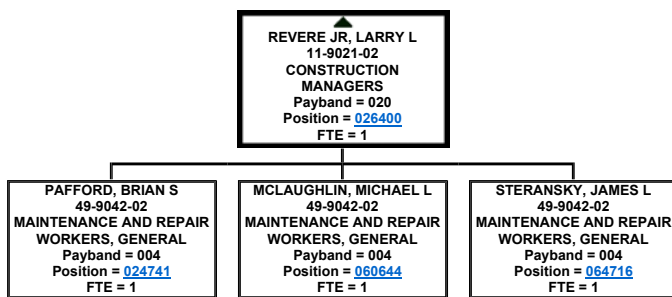 REVERE JR, LARRY L
11-9021-02
CONSTRUCTION
MANAGERS
Payband = 020
Position = 026400
FTE = 1
PAFFORD, BRIAN S
49-9042-02
MAINTENANCE AND REPAIR
WORKERS, GENERAL
Payband = 004
Position = 024741
FTE = 1
MCLAUGHLIN, MICHAEL L
49-9042-02
MAINTENANCE AND REPAIR
WORKERS, GENERAL
Payband = 004
Position = 060644
FTE = 1
STERANSKY, JAMES L
49-9042-02
MAINTENANCE AND REPAIR
WORKERS, GENERAL
Payband = 004
Position = 064716
FTE = 1